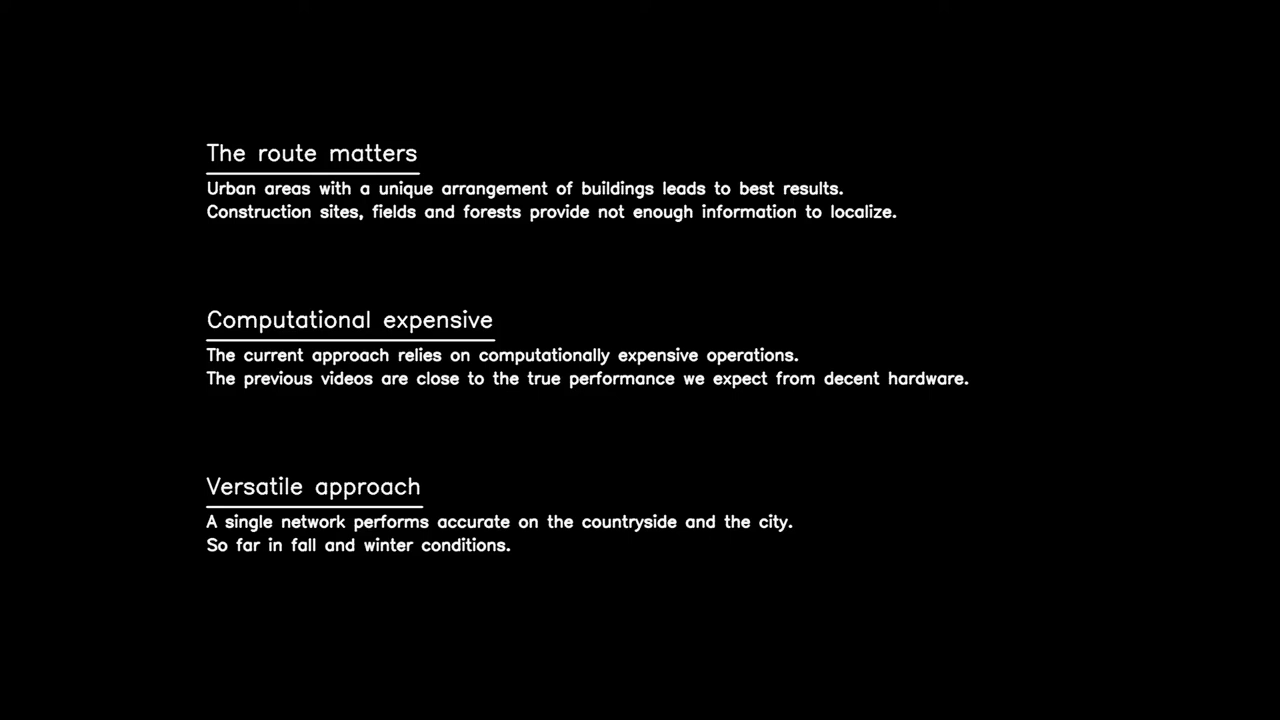 The route matters
Urban areas with a unique arrangement of buildings leads to best results.
Construction sites, fields and forests provide not enough information to localize.
Computational expensive
The current approach relies on computationally expensive operations.
The previous videos are close to the true performance we expect from decent hardware.
Versatile approach
A single network performs accurate on the countryside and the city.
So far in fall and winter conditions.